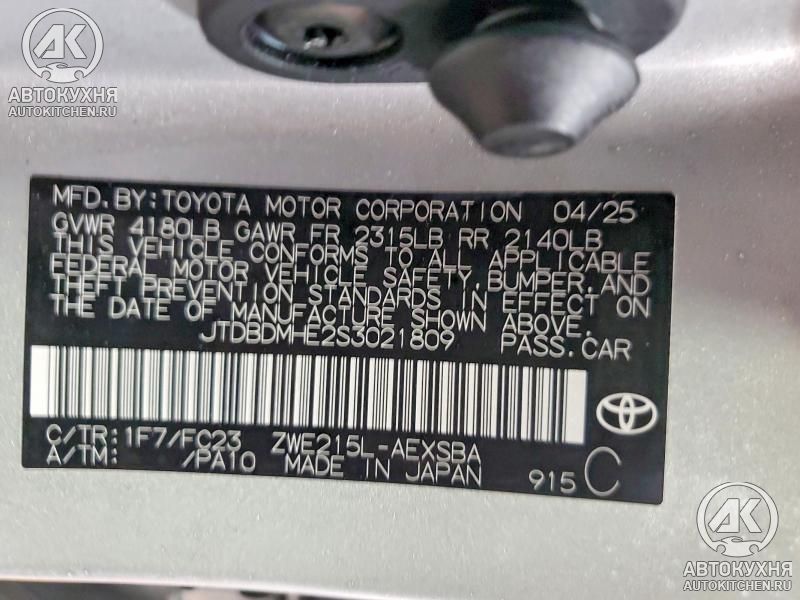 АК
АВТОКУХНЯ
AUTOKITCHEN.RU
MFD. BY: TOYOTA MOTOR CORPORATION 04/25
GVWR 4180LB GAWR FR 2315LB RR 2140LB
THIS VEHICLE CONFORMS TO ALL APPLICABLE
FEDERAL MOTOR VEHICLE SAFETY, BUMPER, AND
THEFT PREVENTION STANDARDS IN EFFECT ON
THE DATE OF MANUFACTURE SHOWN ABOVE.
JTDBDMHE2S3021809 PASS. CAR
C/TR: 1F7/FC23 ZWE215L-AEXSBA
A/TM: /PA10 MADE IN JAPAN 915 C
АК
АВТОКУХНЯ
AUTOKITCHEN.RU